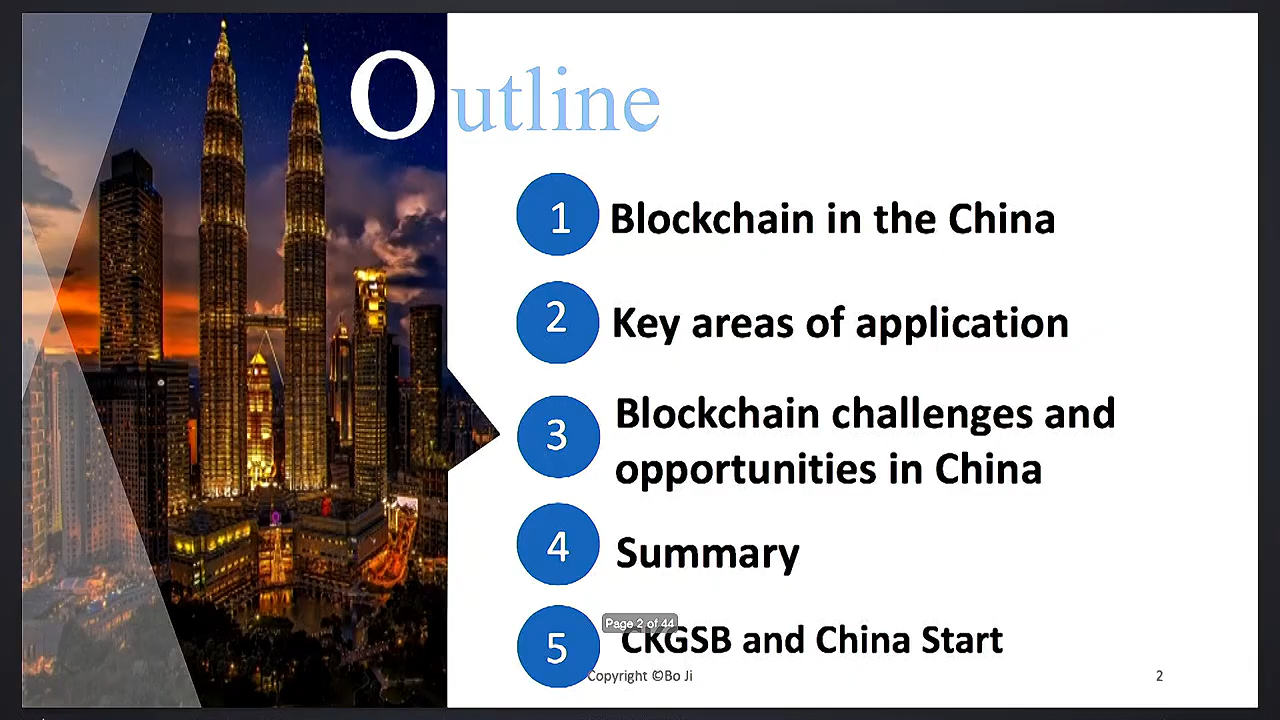 Outline
1 Blockchain in the China
2 Key areas of application
3 Blockchain challenges and
opportunities in China
4 Summary
Page 2 of 44
5 CKGSB and China Start
Copyright ©Bo Ji
2